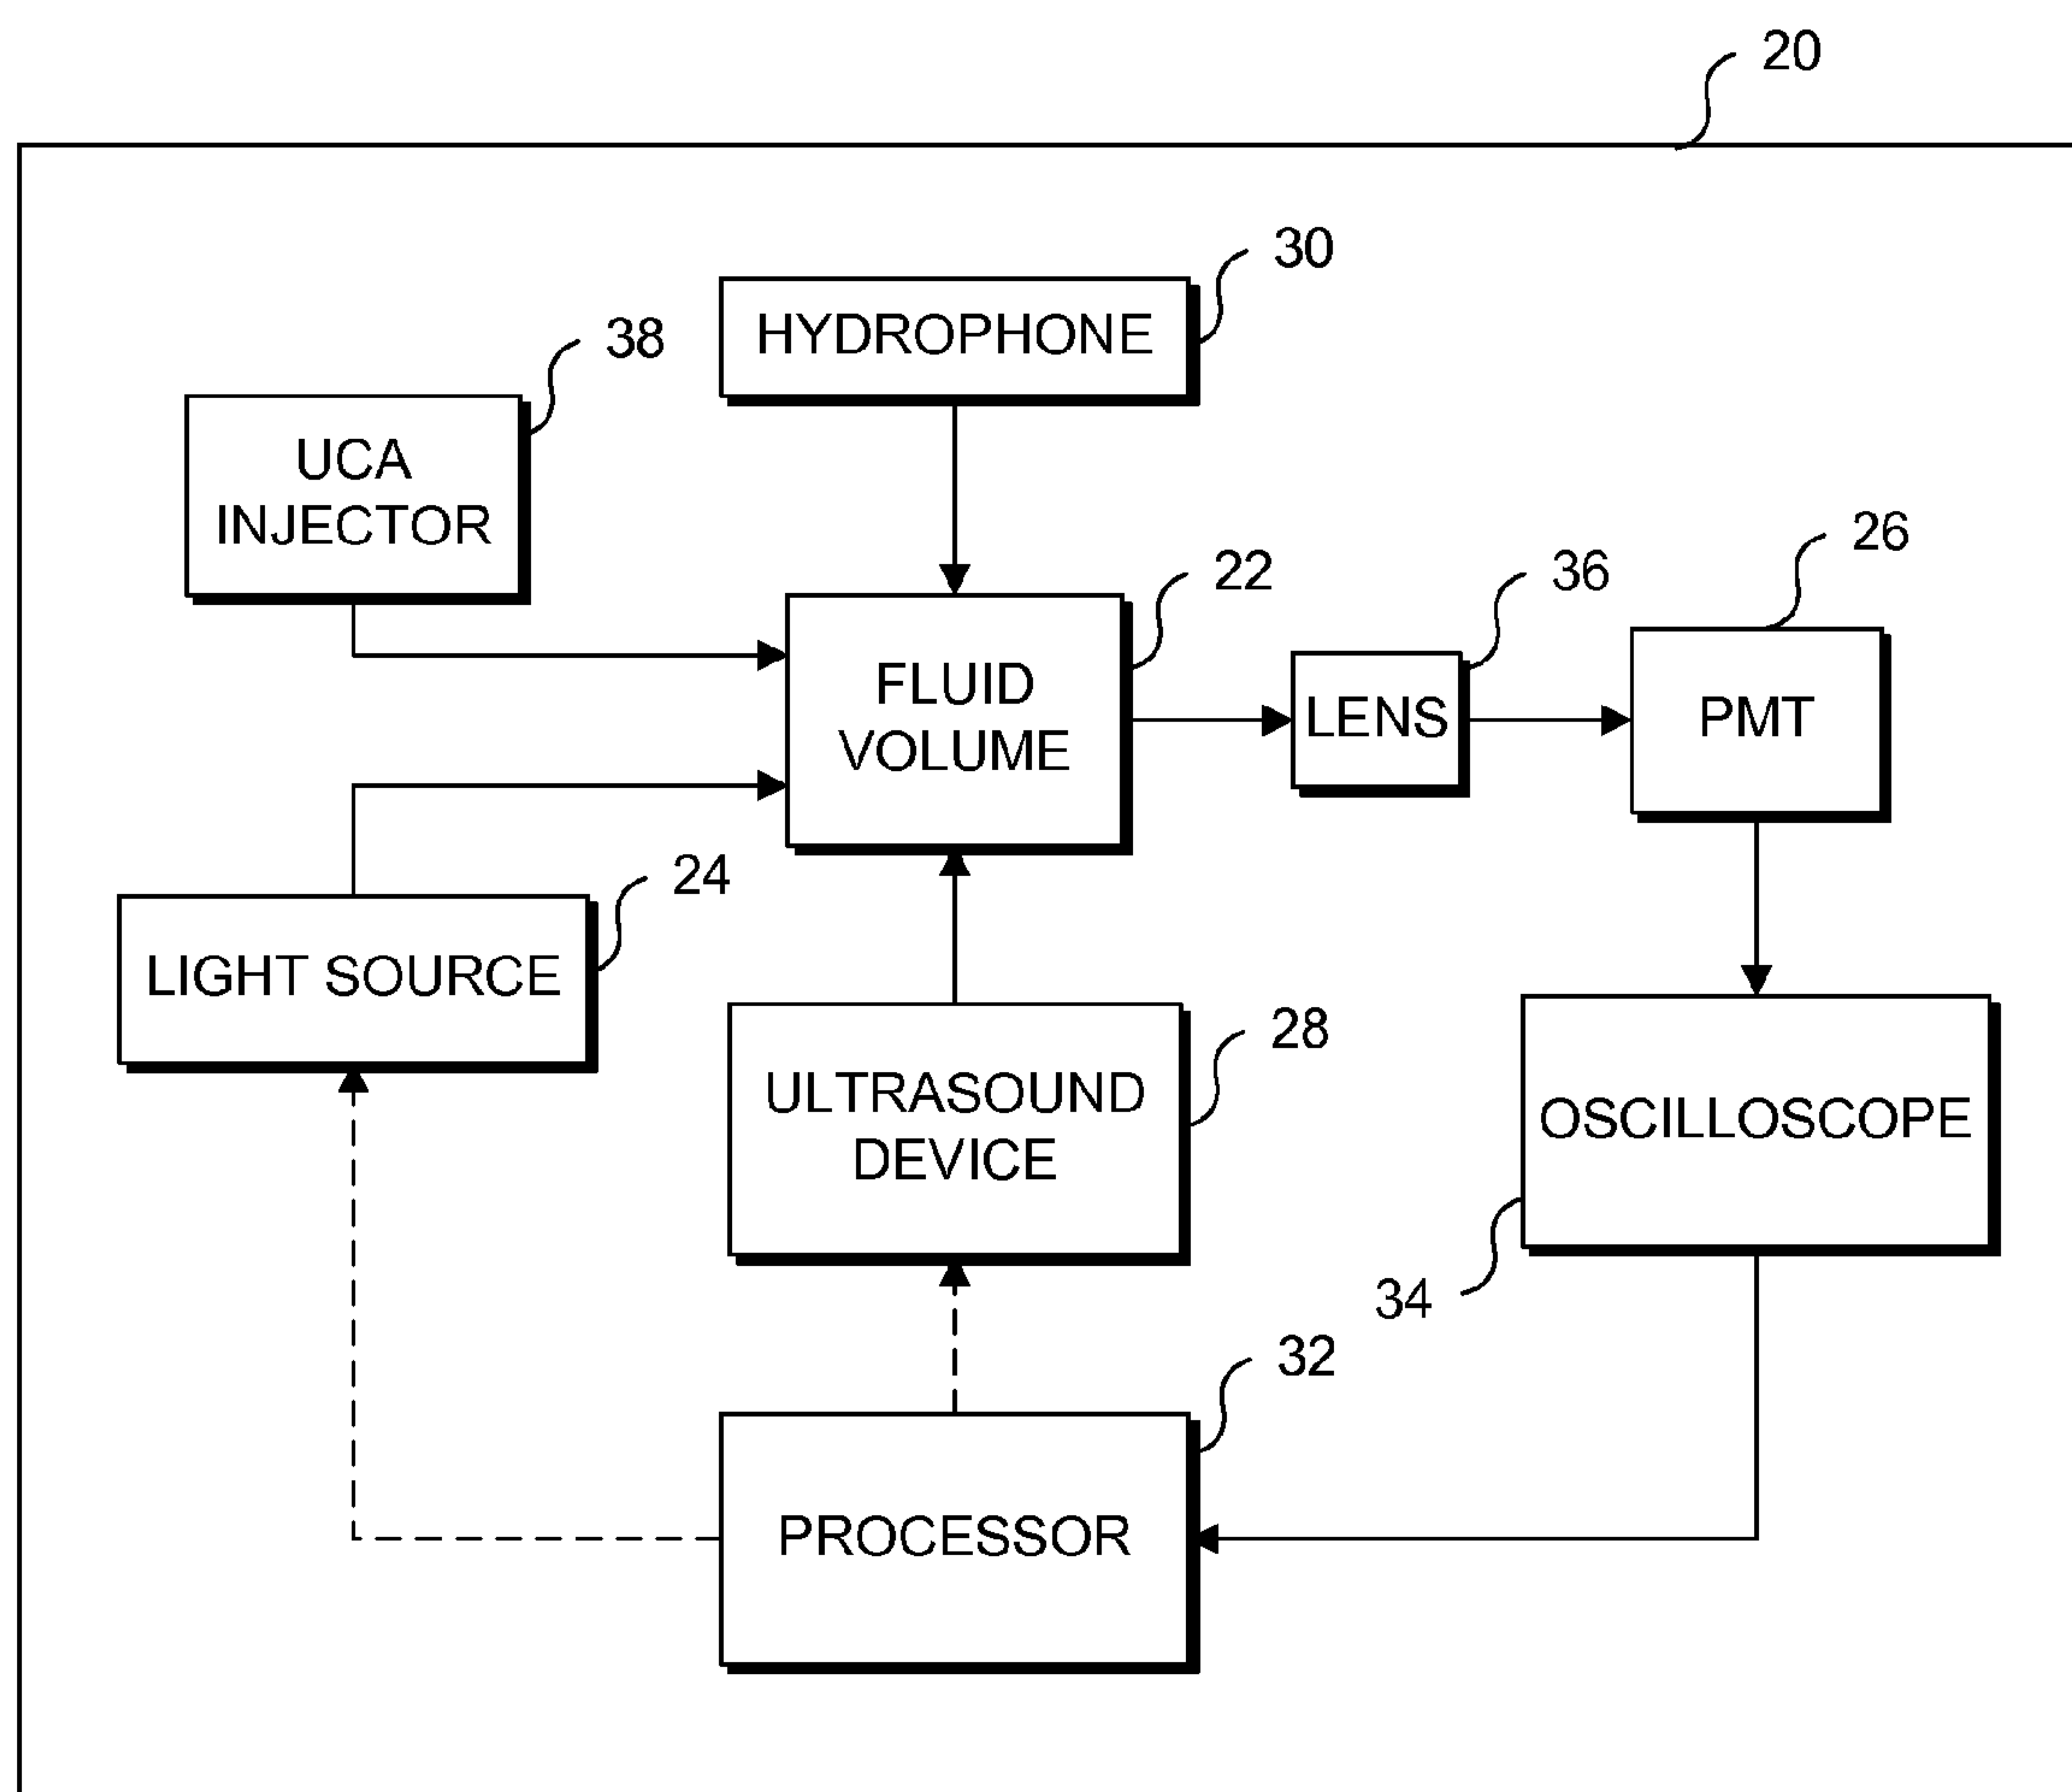 20
30
HYDROPHONE
38
UCA
INJECTOR
26
22
36
FLUID
VOLUME
LENS
PMT
24
LIGHT SOURCE
28
ULTRASOUND
DEVICE
OSCILLOSCOPE
34
32
PROCESSOR